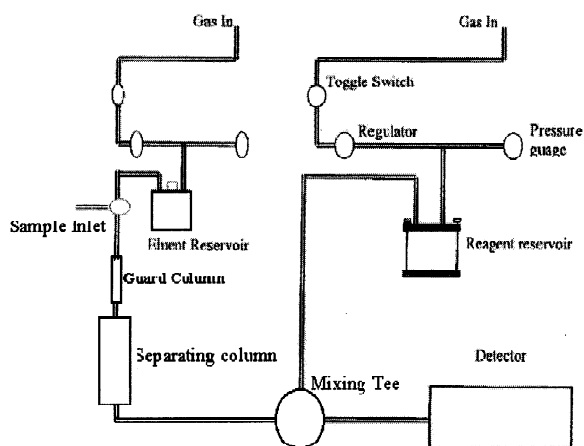 Gas In
Gas In
Toggle Switch
Regulator
Pressure
guage
Sample Inlet
Eluent Reservoir
Reagent reservoir
Guard Column
Separating column
Detector
Mixing Tee